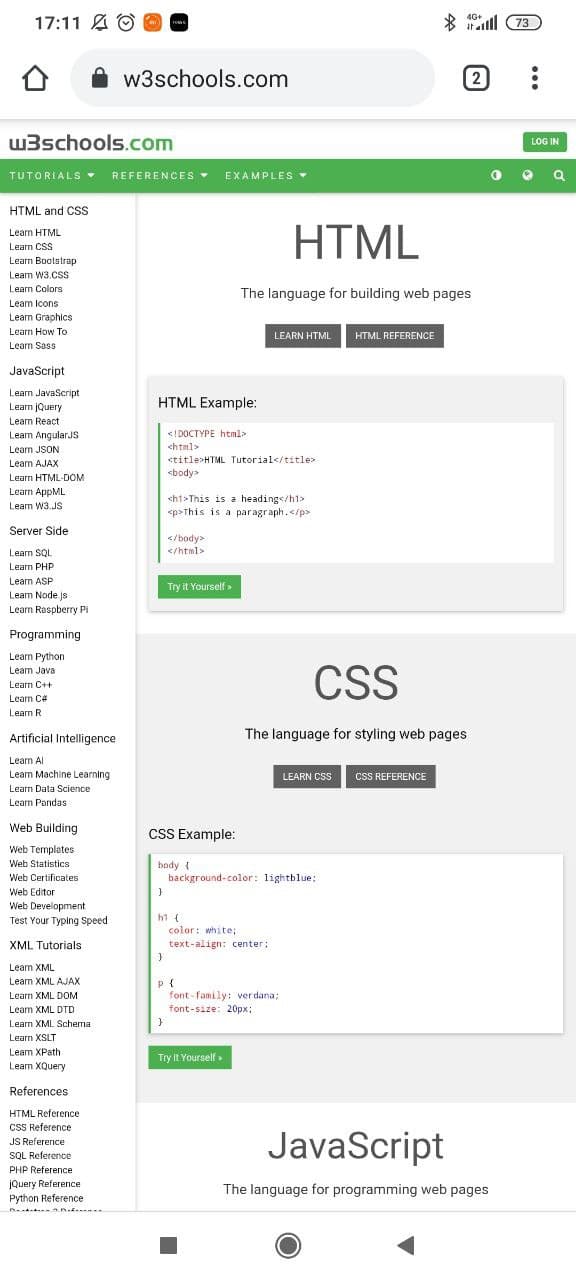 17:11
4G+
73
w3schools.com
2
w3schools.com
LOG IN
TUTORIALS REFERENCES EXAMPLES
HTML and CSS
Learn HTML
Learn CSS
Learn Bootstrap
Learn W3.CSS
Learn Colors
Learn Icons
Learn Graphics
Learn How To
Learn Sass
JavaScript
Learn JavaScript
Learn jQuery
Learn React
Learn AngularJS
Learn JSON
Learn AJAX
Learn HTML-DOM
Learn AppML
Learn W3.JS
Server Side
Learn SQL
Learn PHP
Learn ASP
Learn Node.js
Learn Raspberry Pi
Programming
Learn Python
Learn Java
Learn C++
Learn C#
Learn R
Artificial Intelligence
Learn AI
Learn Machine Learning
Learn Data Science
Learn Pandas
Web Building
Web Templates
Web Statistics
Web Certificates
Web Editor
Web Development
Test Your Typing Speed
XML Tutorials
Learn XML
Learn XML AJAX
Learn XML DOM
Learn XML DTD
Learn XML Schema
Learn XSLT
Learn XPath
Learn XQuery
References
HTML Reference
CSS Reference
JS Reference
SQL Reference
PHP Reference
jQuery Reference
Python Reference
HTML
The language for building web pages
LEARN HTML HTML REFERENCE
HTML Example:
<!DOCTYPE html>
<html>
<title>HTML Tutorial</title>
<body>
<h1>This is a heading</h1>
<p>This is a paragraph.</p>
</body>
</html>
Try it Yourself »
CSS
The language for styling web pages
LEARN CSS CSS REFERENCE
CSS Example:
body {
background-color: lightblue;
}
h1 {
color: white;
text-align: center;
}
p {
font-family: verdana;
font-size: 20px;
}
Try it Yourself »
JavaScript
The language for programming web pages